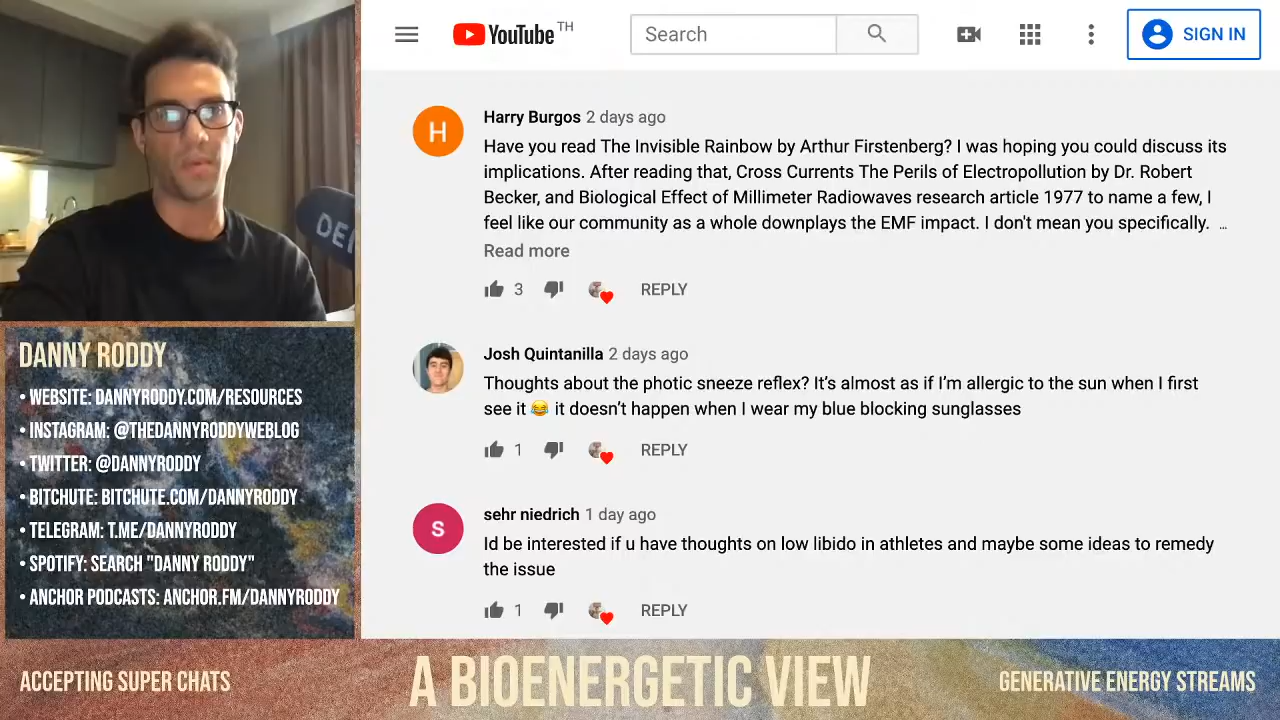 YouTube TH
Search
SIGN IN
H
Harry Burgos 2 days ago
Have you read The Invisible Rainbow by Arthur Firstenberg? I was hoping you could discuss its
implications. After reading that, Cross Currents The Perils of Electropollution by Dr. Robert
Becker, and Biological Effect of Millimeter Radiowaves research article 1977 to name a few, I
feel like our community as a whole downplays the EMF impact. I don't mean you specifically. ...
Read more
3 REPLY
Josh Quintanilla 2 days ago
Thoughts about the photic sneeze reflex? It’s almost as if I’m allergic to the sun when I first
see it 😂 it doesn’t happen when I wear my blue blocking sunglasses
1 REPLY
S
sehr niedrich 1 day ago
Id be interested if u have thoughts on low libido in athletes and maybe some ideas to remedy
the issue
1 REPLY
DANNY RODDY
• WEBSITE: DANNYRODDY.COM/RESOURCES
• INSTAGRAM: @THEDANNYRODDYWEBLOG
• TWITTER: @DANNYRODDY
• BITCHUTE: BITCHUTE.COM/DANNYRODDY
• TELEGRAM: T.ME/DANNYRODDY
• SPOTIFY: SEARCH "DANNY RODDY"
• ANCHOR PODCASTS: ANCHOR.FM/DANNYRODDY
ACCEPTING SUPER CHATS
A BIOENERGETIC VIEW
GENERATIVE ENERGY STREAMS